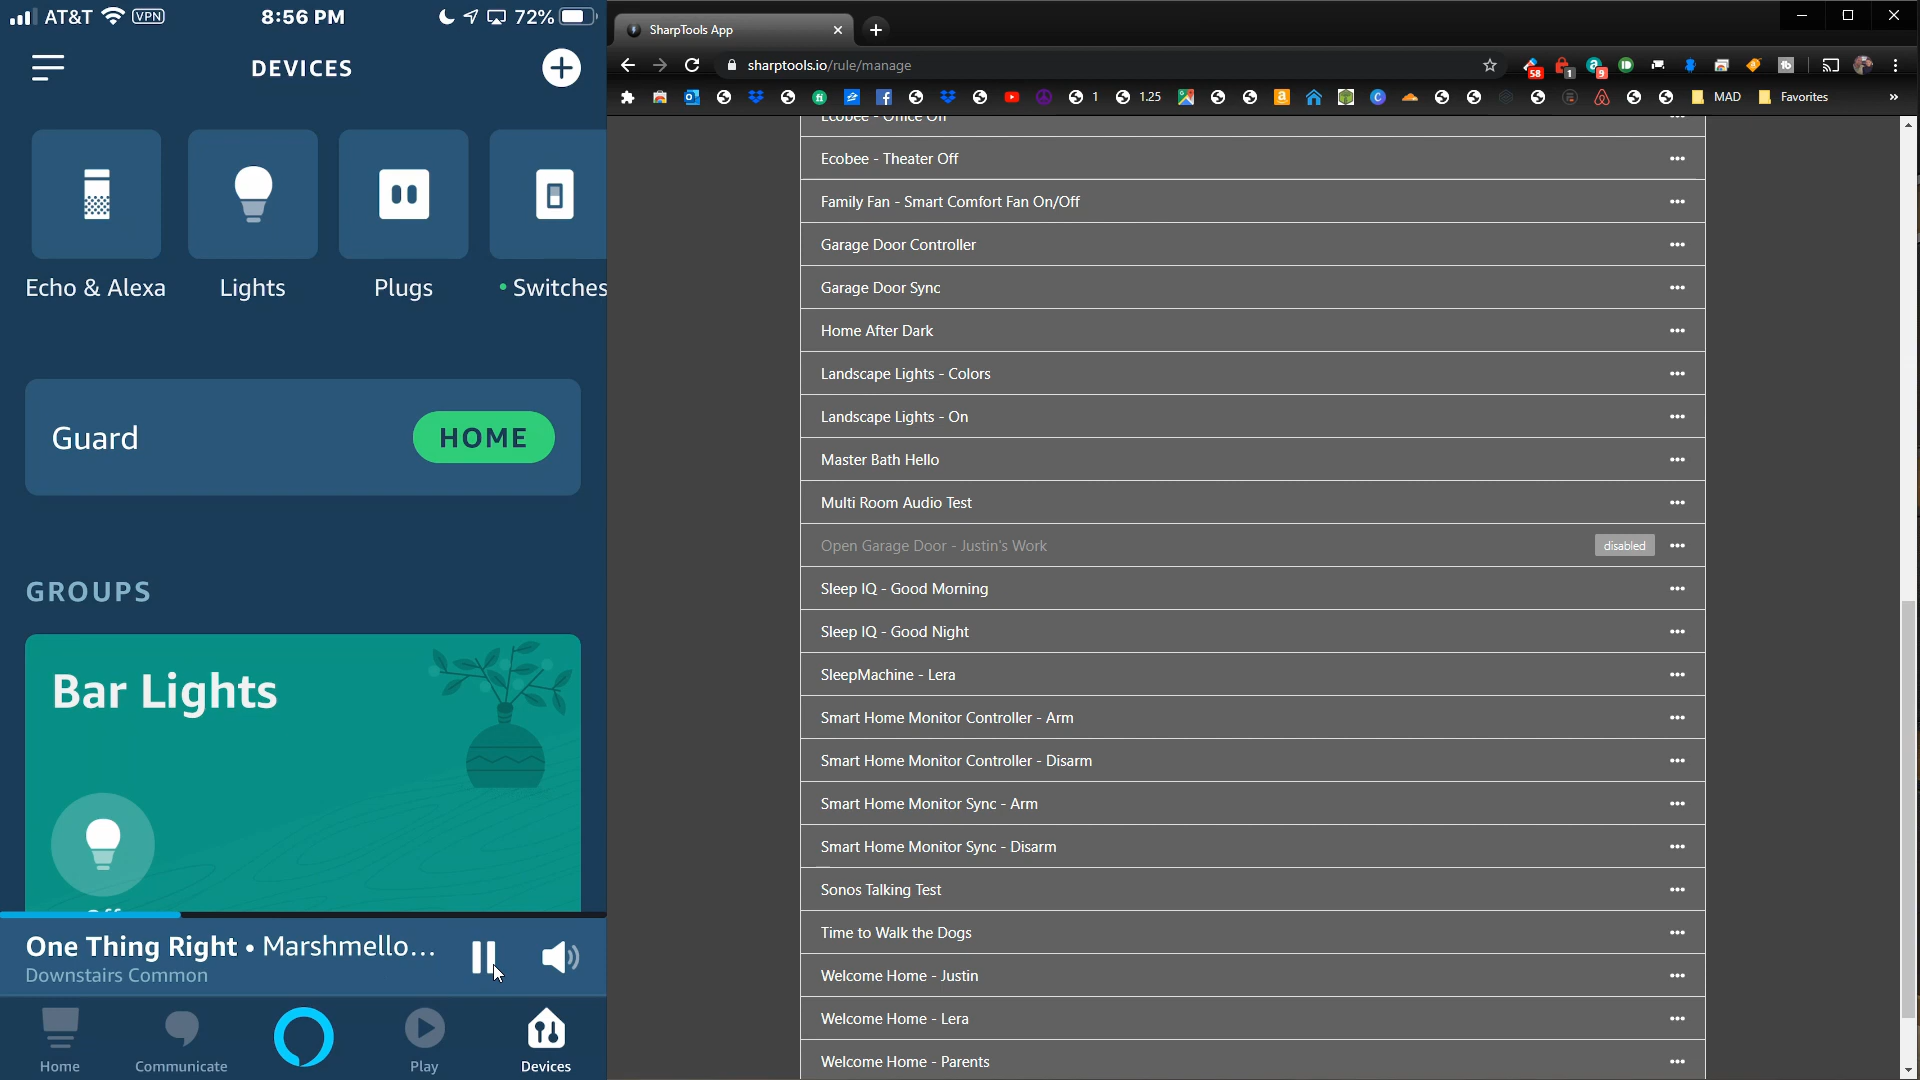 AT&T
VPN
8:56 PM
72%
DEVICES
Echo & Alexa
Lights
Plugs
Switches
Guard
HOME
GROUPS
Bar Lights
One Thing Right • Marshmello...
Downstairs Common
Home
Communicate
Play
Devices
SharpTools App
sharptools.io/rule/manage
58
1
9
1
1.25
MAD
Favorites
»
Ecobee - Office Off
Ecobee - Theater Off
Family Fan - Smart Comfort Fan On/Off
Garage Door Controller
Garage Door Sync
Home After Dark
Landscape Lights - Colors
Landscape Lights - On
Master Bath Hello
Multi Room Audio Test
Open Garage Door - Justin's Work
disabled
Sleep IQ - Good Morning
Sleep IQ - Good Night
SleepMachine - Lera
Smart Home Monitor Controller - Arm
Smart Home Monitor Controller - Disarm
Smart Home Monitor Sync - Arm
Smart Home Monitor Sync - Disarm
Sonos Talking Test
Time to Walk the Dogs
Welcome Home - Justin
Welcome Home - Lera
Welcome Home - Parents